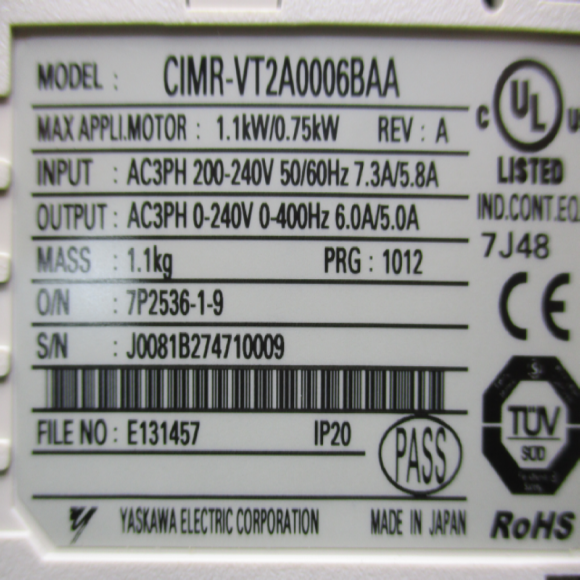 MODEL : CIMR-VT2A0006BAA
MAX APPLI.MOTOR : 1.1kW/0.75kW REV : A
INPUT : AC3PH 200-240V 50/60Hz 7.3A/5.8A
OUTPUT : AC3PH 0-240V 0-400Hz 6.0A/5.0A
MASS : 1.1kg PRG : 1012
O/N : 7P2536-1-9
S/N : J0081B274710009
FILE NO : E131457 IP20
PASS
YASKAWA ELECTRIC CORPORATION MADE IN JAPAN
C UL
LISTED
IND.CONT.EQ.
7J48
CE
TÜV
SÜD
RoHS